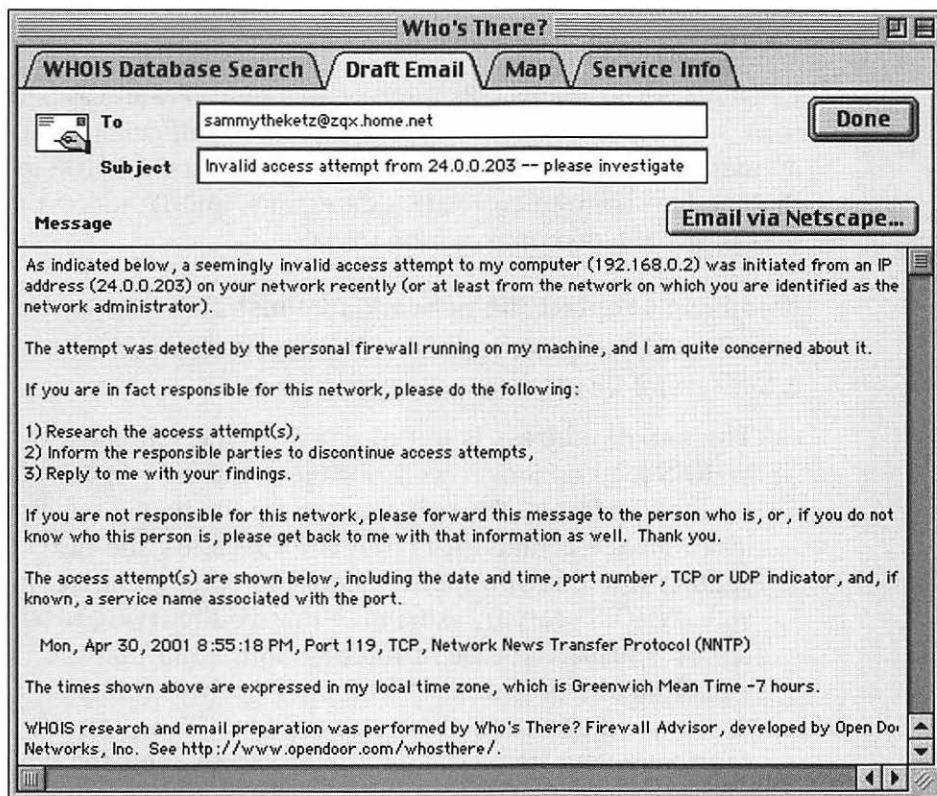 Who's There?
WHOIS Database Search
Draft Email
Map
Service Info
To
sammytheketz@zqx.home.net
Done
Subject
Invalid access attempt from 24.0.0.203 -- please investigate
Message
Email via Netscape...
As indicated below, a seemingly invalid access attempt to my computer (192.168.0.2) was initiated from an IP
address (24.0.0.203) on your network recently (or at least from the network on which you are identified as the
network administrator).
The attempt was detected by the personal firewall running on my machine, and I am quite concerned about it.
If you are in fact responsible for this network, please do the following:
1) Research the access attempt(s),
2) Inform the responsible parties to discontinue access attempts,
3) Reply to me with your findings.
If you are not responsible for this network, please forward this message to the person who is, or, if you do not
know who this person is, please get back to me with that information as well. Thank you.
The access attempt(s) are shown below, including the date and time, port number, TCP or UDP indicator, and, if
known, a service name associated with the port.
Mon, Apr 30, 2001 8:55:18 PM, Port 119, TCP, Network News Transfer Protocol (NNTP)
The times shown above are expressed in my local time zone, which is Greenwich Mean Time -7 hours.
WHOIS research and email preparation was performed by Who's There? Firewall Advisor, developed by Open
Networks, Inc. See http://www.opendoor.com/whosthere/.